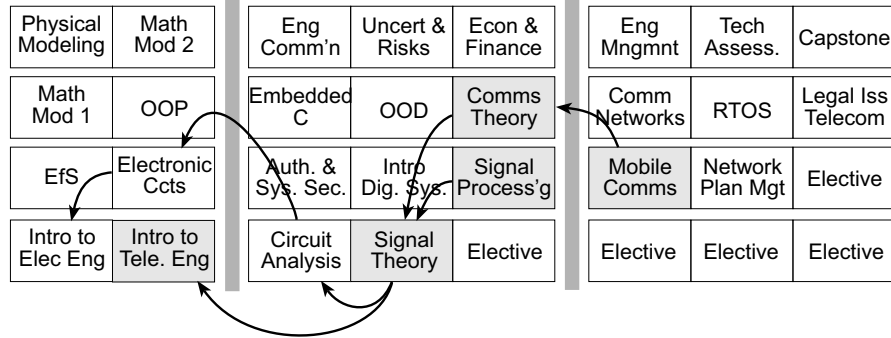 Physical
Modeling
Math
Mod 2
Eng
Comm'n
Uncert &
Risks
Econ &
Finance
Eng
Mngmnt
Tech
Assess.
Capstone
Math
Mod 1
OOP
Embedded
C
OOD
Comms
Theory
Comm
Networks
RTOS
Legal Iss
Telecom
EfS
Electronic
Ccts
Auth. &
Sys. Sec.
Intro
Dig. Sys.
Signal
Process'g
Mobile
Comms
Network
Plan Mgt
Elective
Intro to
Elec Eng
Intro to
Tele. Eng
Circuit
Analysis
Signal
Theory
Elective
Elective
Elective
Elective